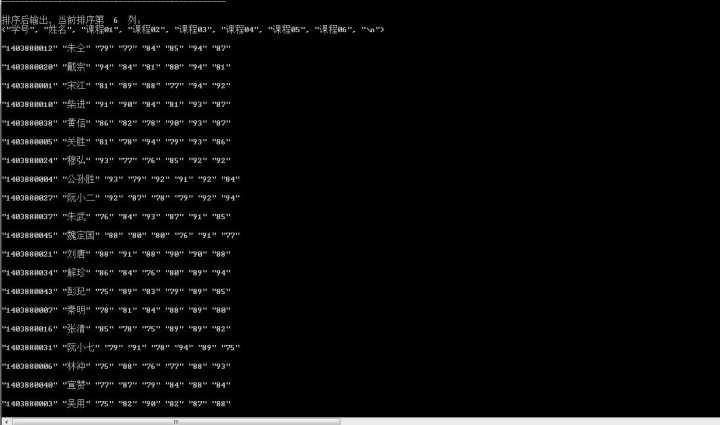 排序后输出，当前排序第 6 列：
("学号", "姓名", "课程01", "课程02", "课程03", "课程04", "课程05", "课程06", "\n")
"1403880012" "朱仝" "79" "77" "84" "85" "94" "87"
"1403880020" "戴宗" "94" "84" "81" "80" "94" "81"
"1403880001" "宋江" "81" "89" "88" "77" "94" "92"
"1403880010" "柴进" "91" "90" "84" "81" "93" "87"
"1403880038" "黄信" "86" "82" "78" "90" "93" "87"
"1403880005" "关胜" "81" "78" "94" "79" "93" "86"
"1403880024" "穆弘" "93" "77" "76" "85" "92" "92"
"1403880004" "公孙胜" "93" "79" "92" "91" "92" "84"
"1403880027" "阮小二" "92" "87" "78" "79" "92" "94"
"1403880037" "朱武" "76" "84" "93" "87" "91" "85"
"1403880045" "魏定国" "88" "80" "80" "76" "91" "77"
"1403880021" "刘唐" "88" "91" "88" "90" "90" "88"
"1403880034" "解珍" "86" "84" "76" "80" "89" "94"
"1403880043" "彭玘" "75" "89" "83" "79" "89" "85"
"1403880007" "秦明" "78" "81" "84" "88" "89" "80"
"1403880016" "张清" "85" "78" "75" "89" "89" "82"
"1403880031" "阮小七" "79" "91" "78" "94" "89" "75"
"1403880006" "林冲" "75" "88" "76" "77" "88" "93"
"1403880040" "宣赞" "77" "87" "79" "84" "88" "84"
"1403880003" "吴用" "75" "82" "90" "82" "87" "88"